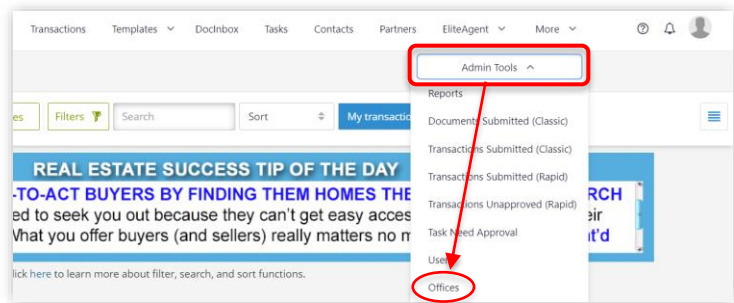 Transactions Templates DocInbox Tasks Contacts Partners EliteAgent More
Admin Tools
Filters Search Sort My transactio
Reports
Documents Submitted (Classic)
Transactions Submitted (Classic)
Transactions Submitted (Rapid)
Transactions Unapproved (Rapid)
Task Need Approval
User
Offices
REAL ESTATE SUCCESS TIP OF THE DAY
-TO-ACT BUYERS BY FINDING THEM HOMES THE RCH
ed to seek you out because they can't get easy acces eir
What you offer buyers (and sellers) really matters no m t'd
lick here to learn more about filter, search, and sort functions.